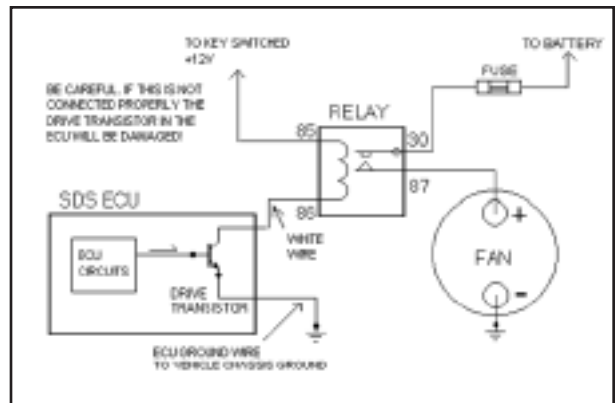 TO KEY SWITCHED
+12V
TO BATTERY
FUSE
BE CAREFUL. IF THIS IS NOT
CONNECTED PROPERLY THE
DRIVE TRANSISTOR IN THE
ECU WILL BE DAMAGED!
RELAY
85
30
87
86
SDS ECU
WHITE
WIRE
ECU
CIRCUITS
DRIVE
TRANSISTOR
+
FAN
-
ECU GROUND WIRE
TO VEHICLE CHASSIS GROUND